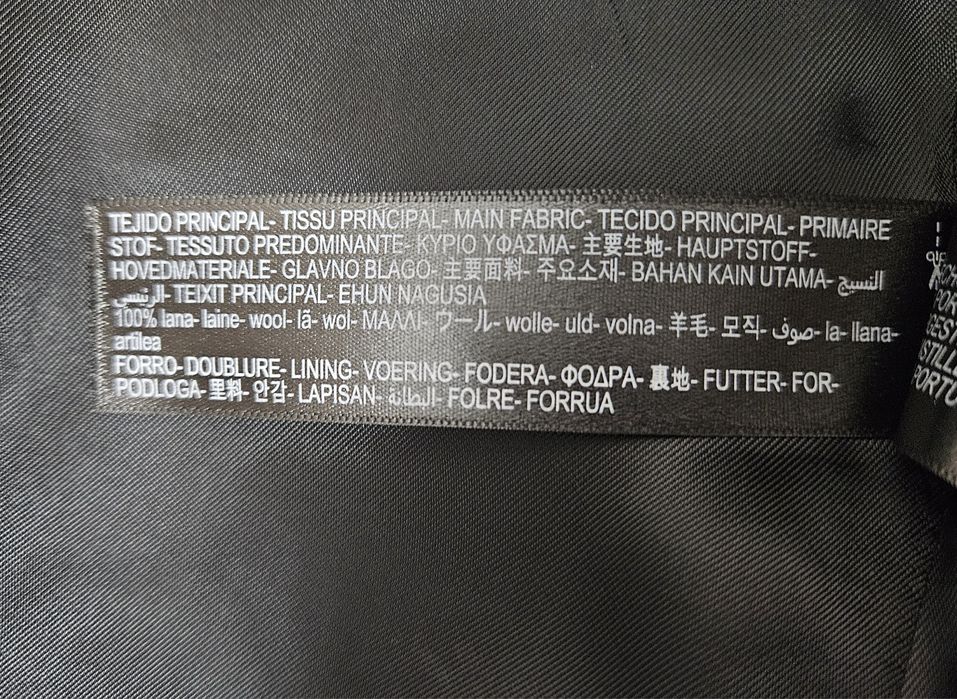 TEJIDO PRINCIPAL- TISSU PRINCIPAL- MAIN FABRIC- TECIDO PRINCIPAL- PRIMAIRE
STOF- TESSUTO PREDOMINANTE- ΚΥΡΙΟ ΥΦΑΣΜΑ- 主要生地- HAUPTSTOFF-
HOVEDMATERIALE- GLAVNO BLAGO- 主要面料- 주요소재- BAHAN KAIN UTAMA- النسيج
الرئيسي- TEIXIT PRINCIPAL- EHUN NAGUSIA
100% lana- laine- wool- lã- wol- ΜΑΛΛΙ- ウール- wolle- uld- volna- 羊毛- 모직- صوف- la- llana-
artilea
FORRO- DOUBLURE- LINING- VOERING- FODERA- ΦΟΔΡΑ- 裏地- FUTTER- FOR-
PODLOGA- 里料- 안감- LAPISAN- البطانة- FOLRE- FORRUA